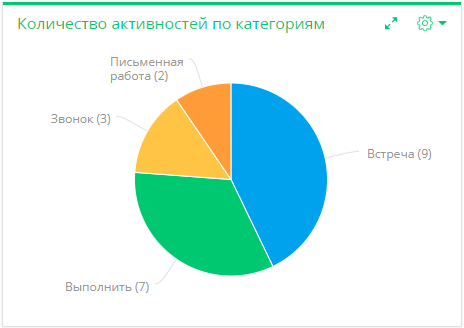 Количество активностей по категориям
Письменная
работа (2)
Звонок (3)
Встреча (9)
Выполнить (7)